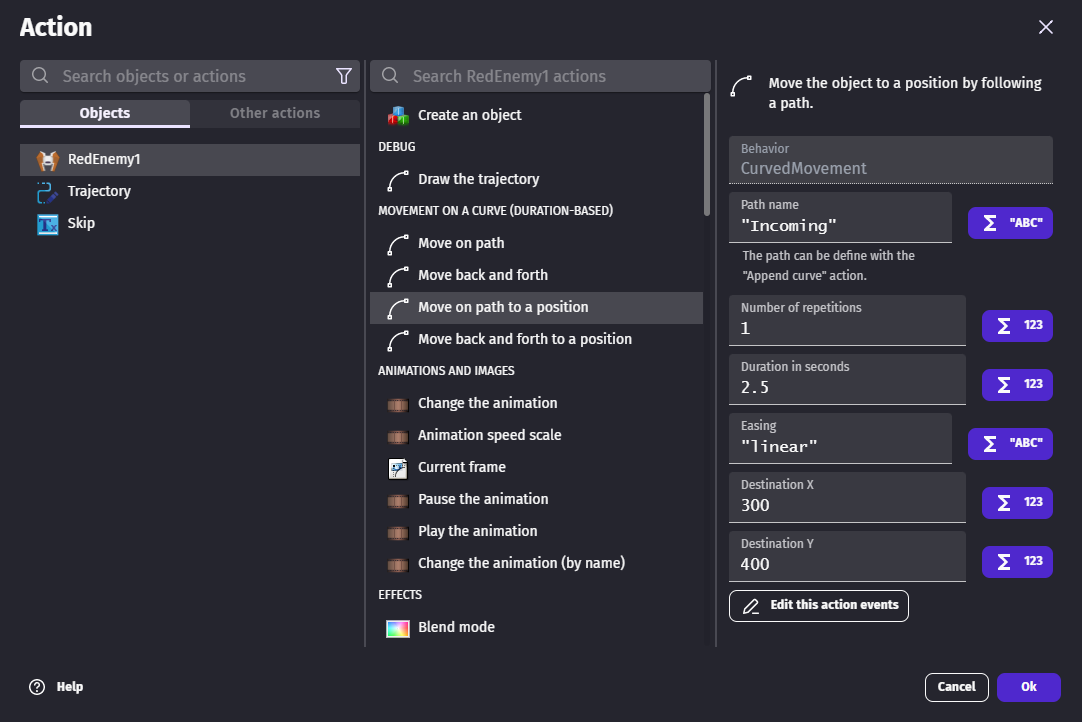 Action
Search objects or actions
Objects
Other actions
RedEnemy1
Trajectory
Skip
Search RedEnemy1 actions
Create an object
DEBUG
Draw the trajectory
MOVEMENT ON A CURVE (DURATION-BASED)
Move on path
Move back and forth
Move on path to a position
Move back and forth to a position
ANIMATIONS AND IMAGES
Change the animation
Animation speed scale
Current frame
Pause the animation
Play the animation
Change the animation (by name)
EFFECTS
Blend mode
Move the object to a position by following
a path.
Behavior
CurvedMovement
Path name
"Incoming"
Σ "ABC"
The path can be define with the
"Append curve" action.
Number of repetitions
1
Σ 123
Duration in seconds
2.5
Σ 123
Easing
"linear"
Σ "ABC"
Destination X
300
Σ 123
Destination Y
400
Σ 123
Edit this action events
Help
Cancel
Ok